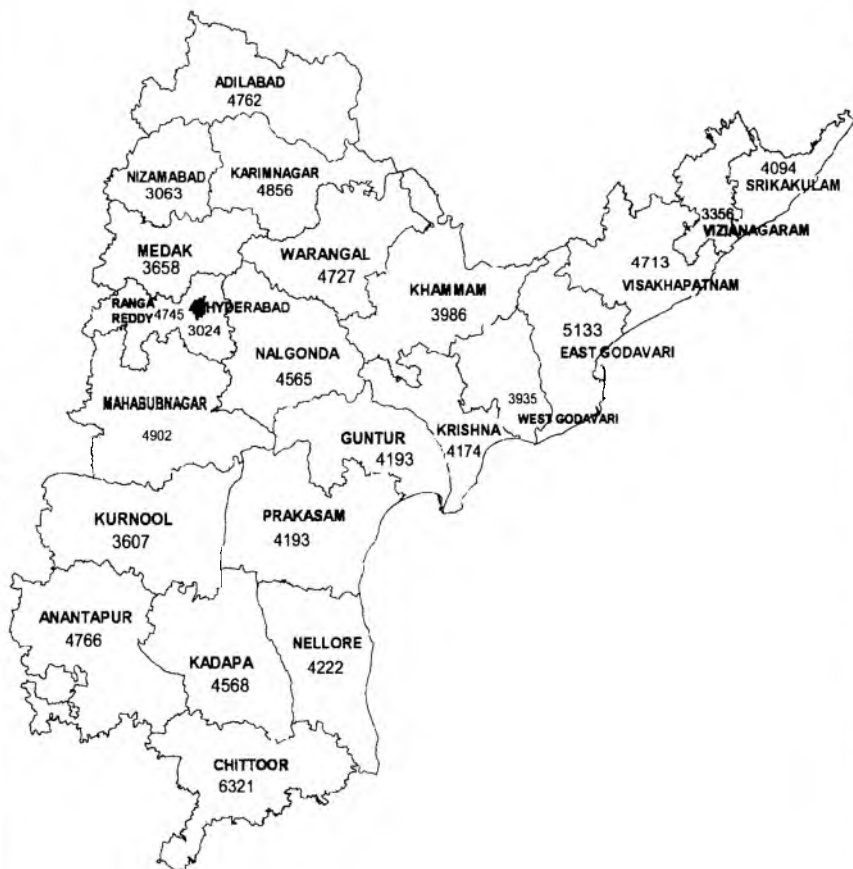 ADILABAD
4762
NIZAMABAD
3063
KARIMNAGAR
4856
MEDAK
3658
WARANGAL
4727
4094
SRIKAKULAM
3356
VIZIANAGARAM
4713
VISAKHAPATNAM
KHAMMAM
3986
RANGA
REDDY
4745
HYDERABAD
3024
NALGONDA
4565
5133
EAST GODAVARI
MAHABUBNAGAR
4902
3935
WEST GODAVARI
KRISHNA
4174
GUNTUR
4193
KURNOOL
3607
PRAKASAM
4193
ANANTAPUR
4766
KADAPA
4568
NELLORE
4222
CHITTOOR
6321